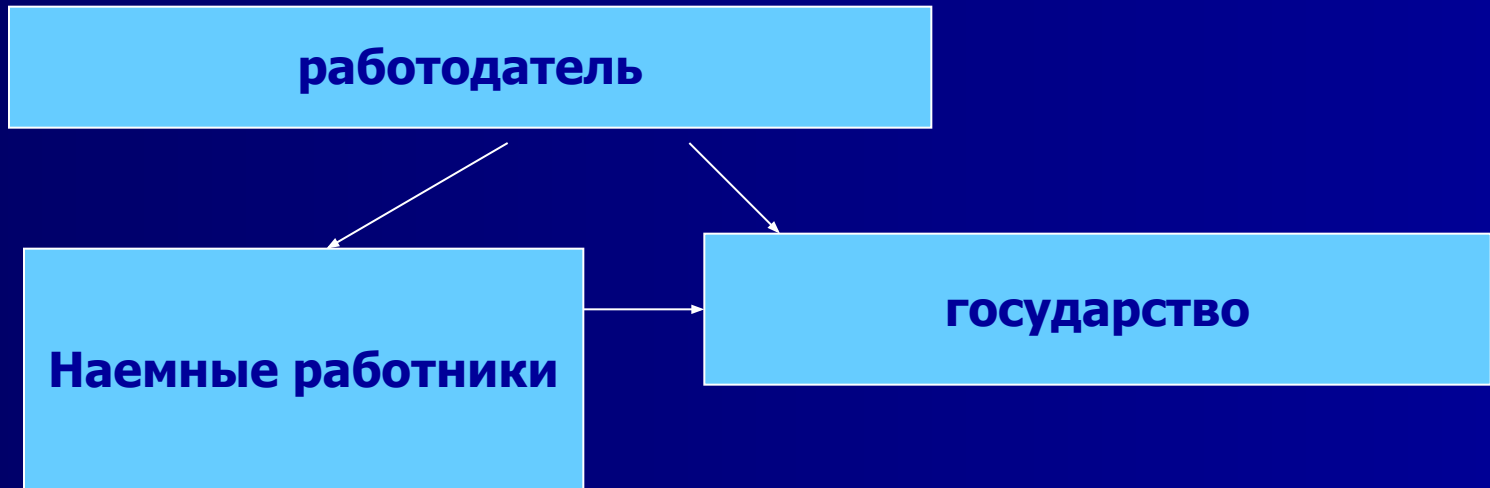 работодатель
государство
Наемные работники